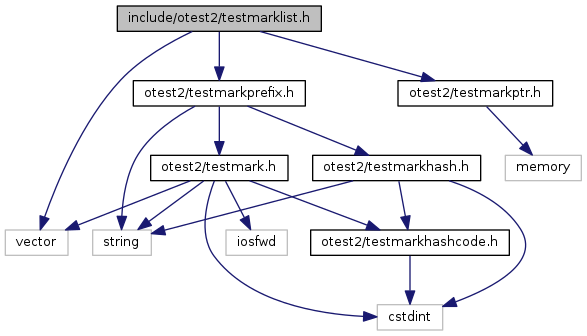 include/otest2/testmarklist.h
otest2/testmarkprefix.h
otest2/testmarkptr.h
otest2/testmark.h
otest2/testmarkhash.h
memory
vector
string
iosfwd
otest2/testmarkhashcode.h
cstdint